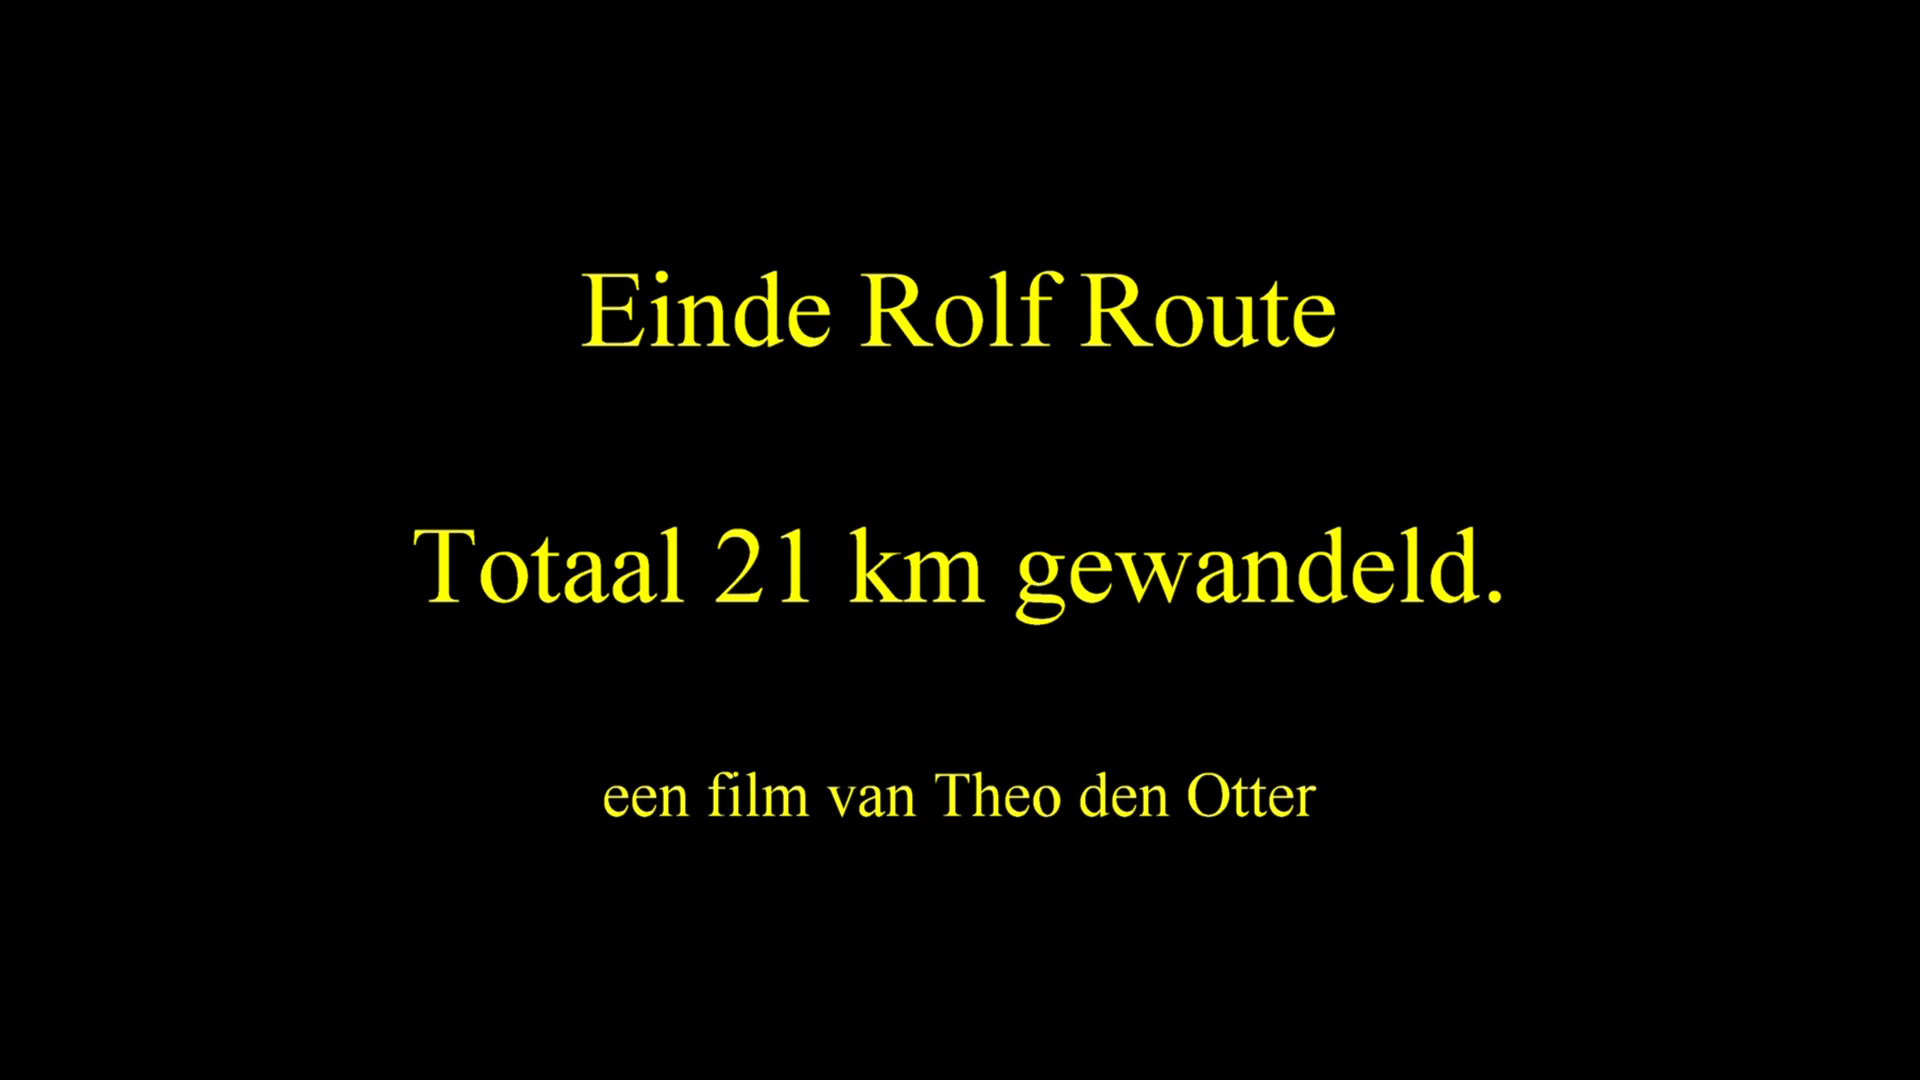 Einde Rolf Route
Totaal 21 km gewandeld.
een film van Theo den Otter